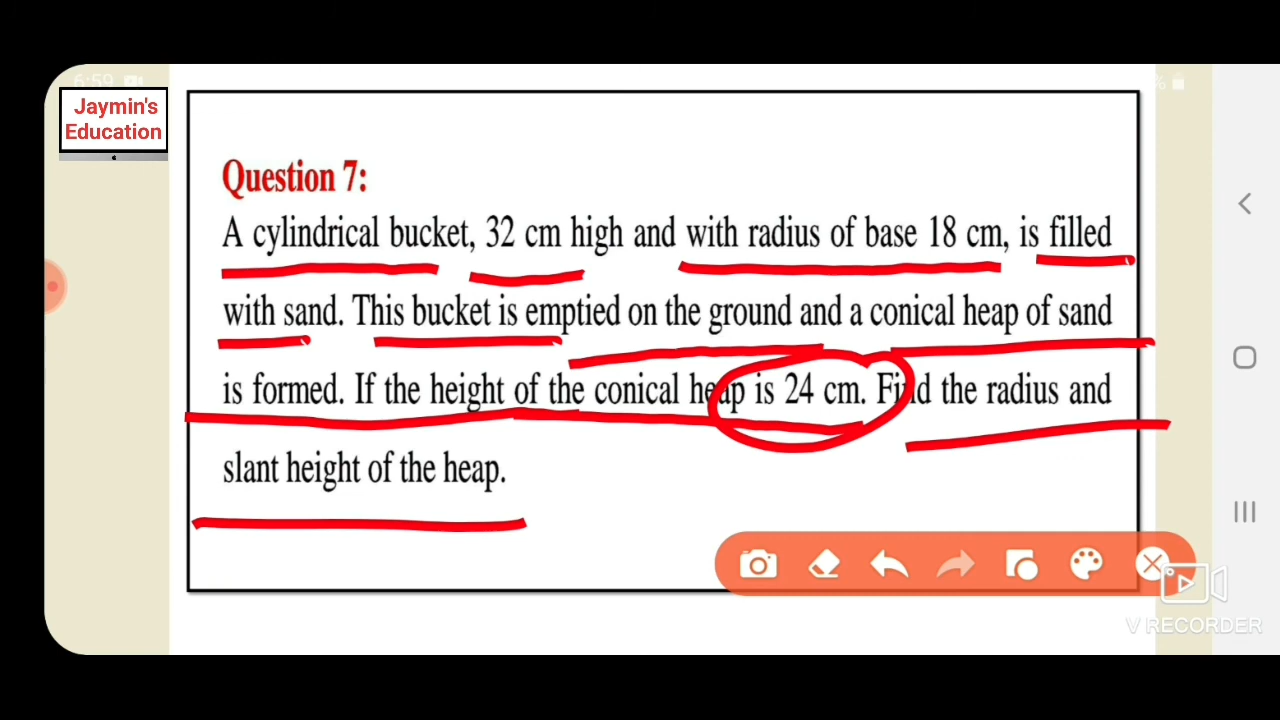 6:59
Jaymin's
Education
%
Question 7:
A cylindrical bucket, 32 cm high and with radius of base 18 cm, is filled
with sand. This bucket is emptied on the ground and a conical heap of sand
is formed. If the height of the conical heap is 24 cm. Find the radius and
slant height of the heap.
V RECORDER